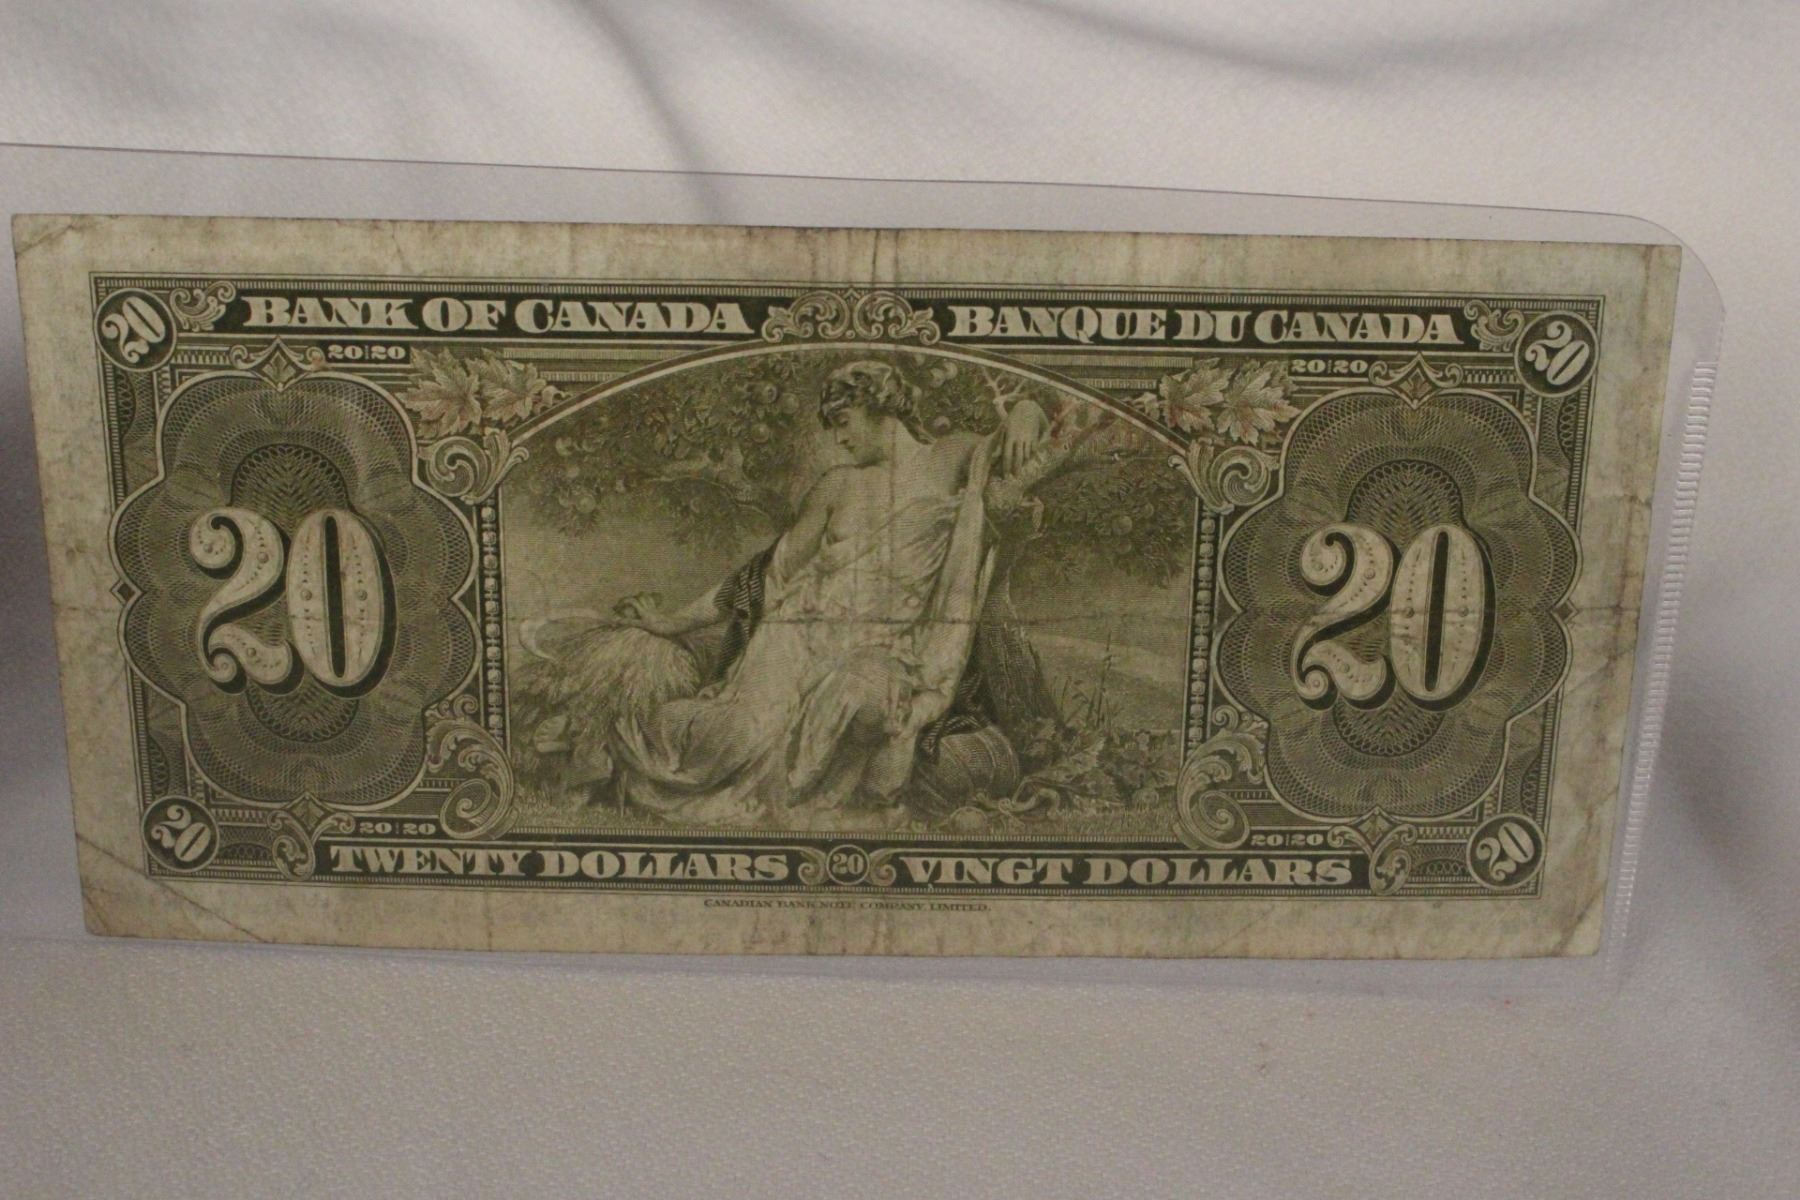 20 BANK OF CANADA BANQUE DU CANADA 20
20 20 20 20
20 20
20 20 20 20
20 TWENTY DOLLARS 20 VINGT DOLLARS 20
CANADIAN BANK NOTE COMPANY, LIMITED.